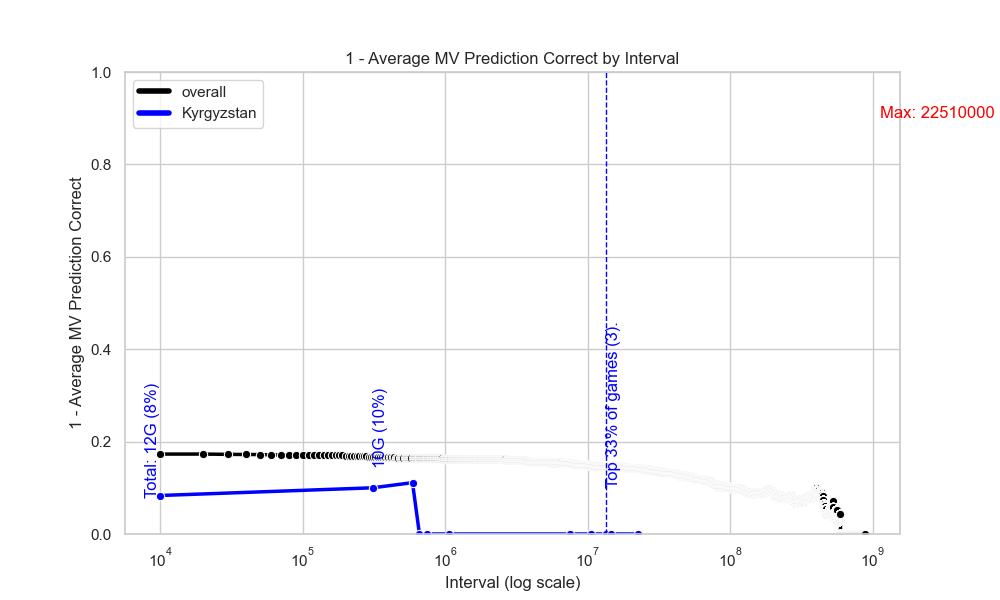 1 - Average MV Prediction Correct by Interval
overall
Kyrgyzstan
Max: 22510000
1 - Average MV Prediction Correct
1.0
0.8
0.6
0.4
0.2
0.0
Total: 12G (8%)
10G (10%)
Top 33% of games (3).
10^4
10^5
10^6
10^7
10^8
10^9
Interval (log scale)